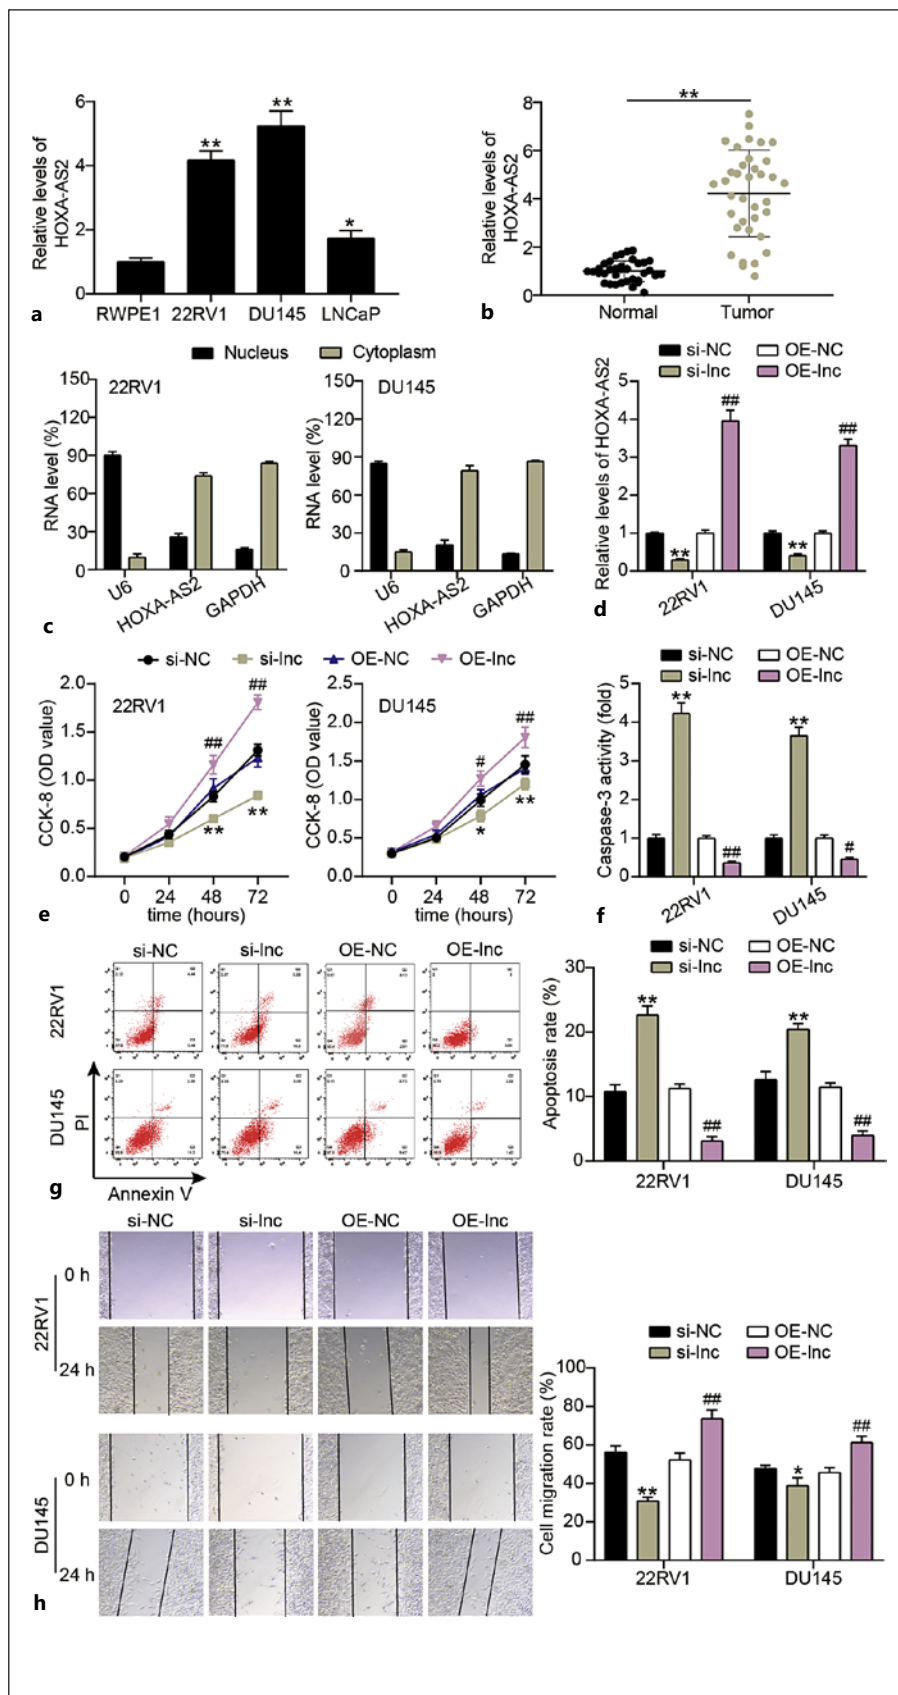 Relative levels of
HOXA-AS2
6
4
2
0
**
**
*
RWPE1 22RV1 DU145 LNCaP
a
Relative levels of
HOXA-AS2
8
6
4
2
0
**
Normal Tumor
b
Nucleus Cytoplasm
RNA level (%)
150
90
60
30
0
22RV1
U6 HOXA-AS2 GAPDH
RNA level (%)
150
90
60
30
0
DU145
U6 HOXA-AS2 GAPDH
c
si-NC OE-NC
si-lnc OE-lnc
Relative levels of HOXA-AS2
5
4
3
2
1
0
**
##
**
##
22RV1 DU145
d
si-NC si-lnc OE-NC OE-lnc
CCK-8 (OD value)
2.0
1.5
1.0
0.5
0.0
22RV1
##
##
**
**
0 24 48 72
time (hours)
CCK-8 (OD value)
2.5
2.0
1.5
1.0
0.5
0.0
DU145
#
##
*
**
0 24 48 72
time (hours)
e
si-NC OE-NC
si-lnc OE-lnc
Caspase-3 activity (fold)
5
4
3
2
1
0
**
##
**
#
22RV1 DU145
f
si-NC si-lnc OE-NC OE-lnc
22RV1
DU145
PI
Annexin V
g
si-NC OE-NC
si-lnc OE-lnc
Apoptosis rate (%)
30
20
10
0
**
##
**
##
22RV1 DU145
si-NC si-lnc OE-NC OE-lnc
22RV1
0 h
24 h
DU145
0 h
24 h
h
si-NC OE-NC
si-lnc OE-lnc
Cell migration rate (%)
100
80
60
40
20
0
**
##
*
##
22RV1 DU145